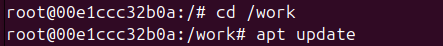 root@00e1ccc32b0a:/# cd /work
root@00e1ccc32b0a:/work# apt update